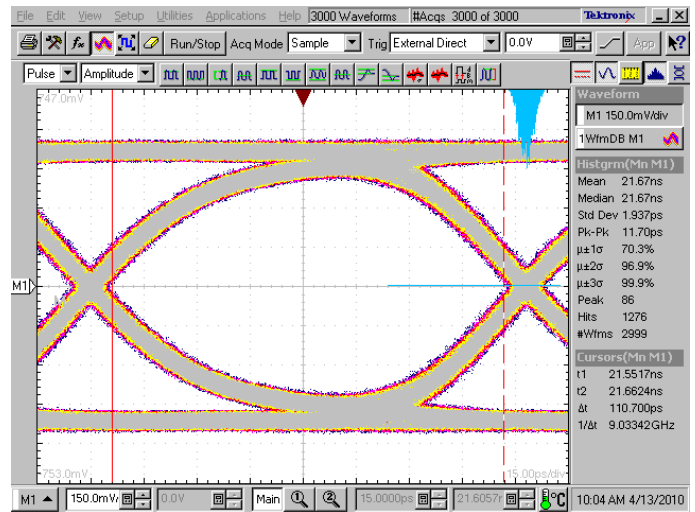 File Edit View Setup Utilities Applications Help 3000 Waveforms #Acqs 3000 of 3000 Tektronix
Run/Stop Acq Mode Sample Trig External Direct 0.0V App
Pulse Amplitude
747.0mV
Waveform
M1 150.0mV/div
1WfmDB M1
Histgrm(Mn M1)
Mean 21.67ns
Median 21.67ns
Std Dev 1.937ps
Pk-Pk 11.70ps
µ±1σ 70.3%
µ±2σ 96.9%
µ±3σ 99.9%
Peak 86
Hits 1276
#Wfms 2999
M1
Cursors(Mn M1)
t1 21.5517ns
t2 21.6624ns
Δt 110.700ps
1/Δt 9.03342GHz
-753.0mV
15.00ps/div
M1 150.0mV/ 0.0V Main 1 2 15.0000ps 21.6057r °C 10:04 AM 4/13/2010